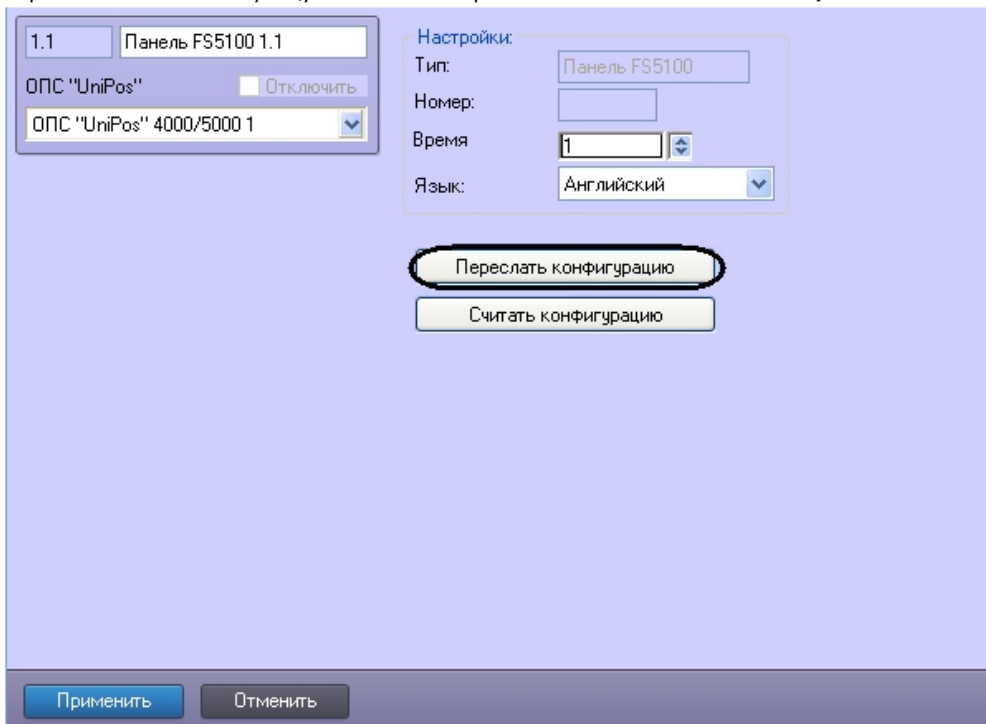 1.1 Панель FS5100 1.1
ОПС "UniPos" Отключить
ОПС "UniPos" 4000/5000 1
Настройки:
Тип: Панель FS5100
Номер:
Время 1
Язык: Английский
Переслать конфигурацию
Считать конфигурацию
Применить Отменить